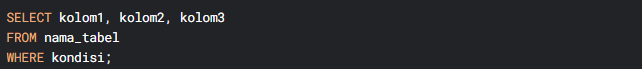 SELECT kolom1, kolom2, kolom3
FROM nama_tabel
WHERE kondisi;